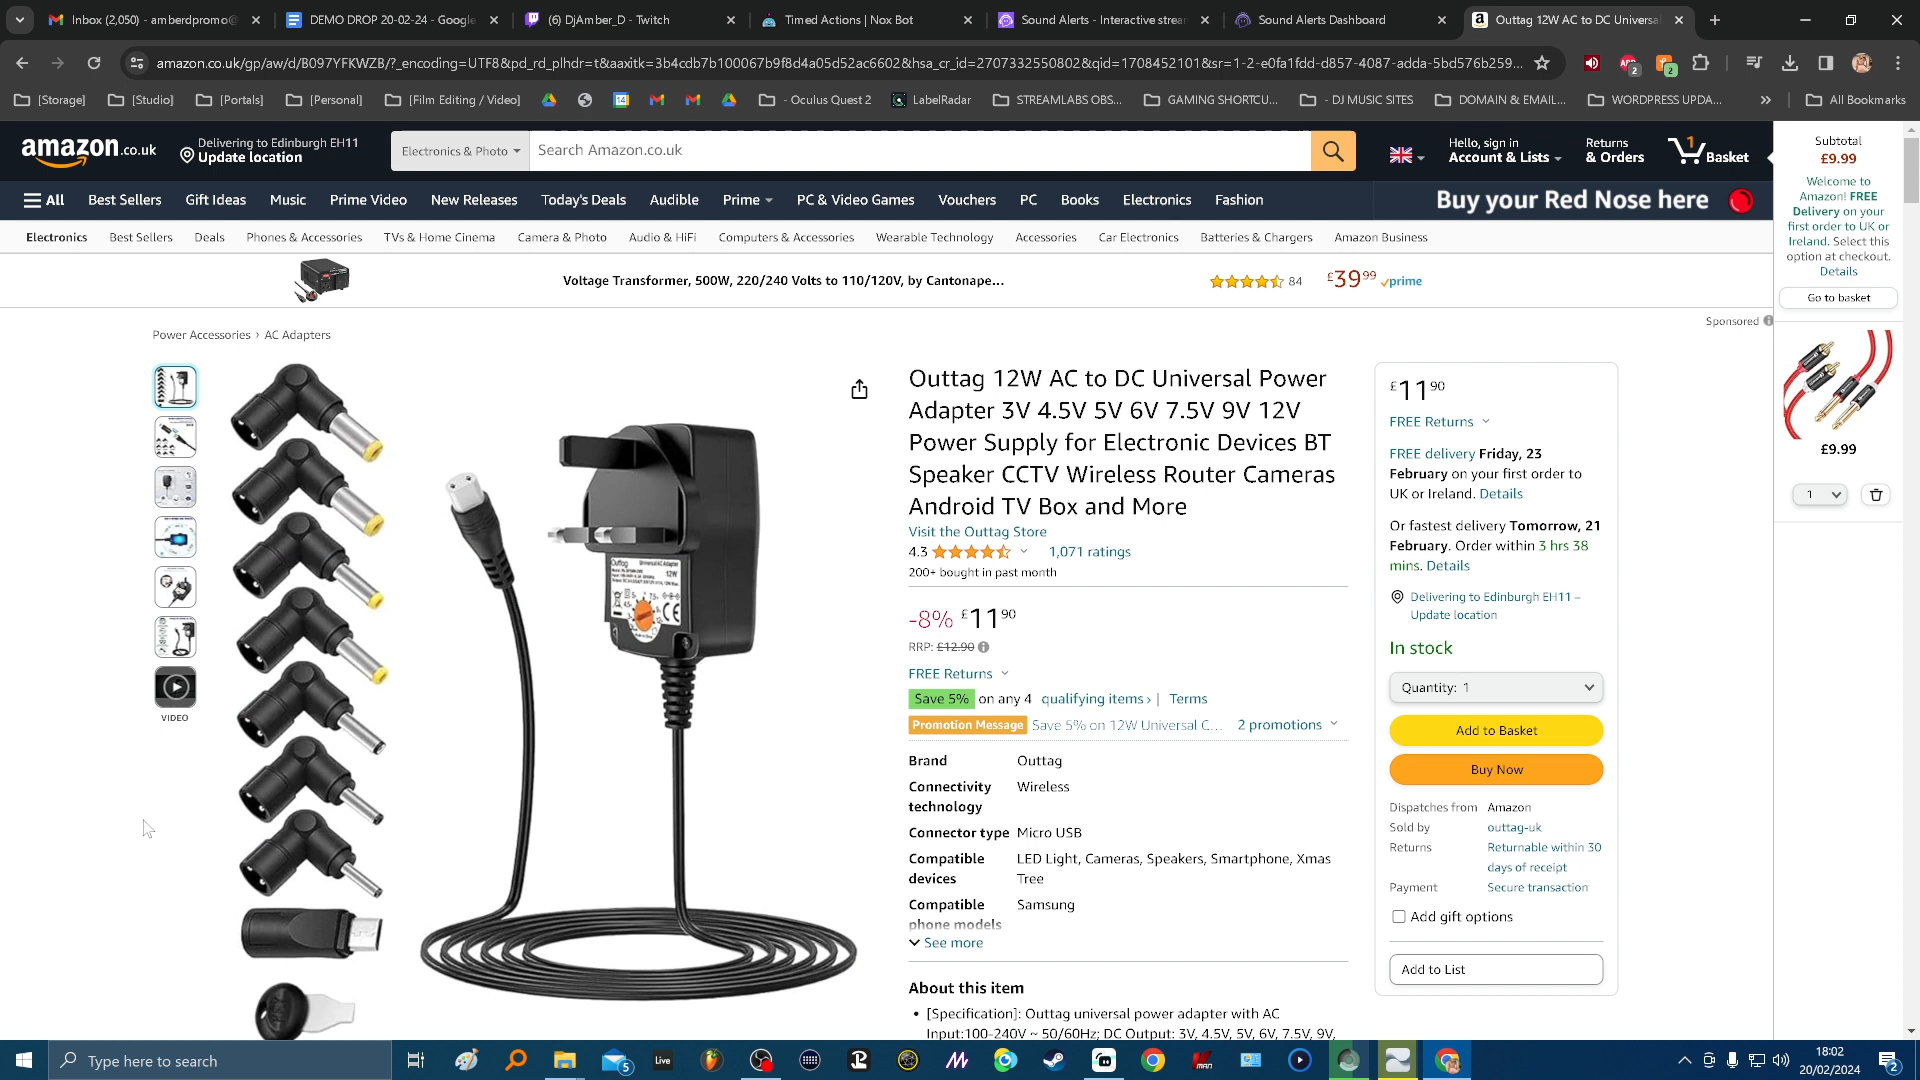 Inbox (2,050) - amberdpromo@
DEMO DROP 20-02-24 - Google
(6) DjAmber_D - Twitch
Timed Actions | Nox Bot
Sound Alerts - Interactive strean
Sound Alerts Dashboard
Outtag 12W AC to DC Universal
amazon.co.uk/gp/aw/d/B097YFKWZB/?_encoding=UTF8&pd_rd_plhdr=t&aaxitk=3b4cdb7b100067b9f8d4a05d52ac6602&hsa_cr_id=2707332550802&qid=1708452101&sr=1-2-e0fa1fdd-d857-4087-adda-5bd576b259...
[Storage]
[Studio]
[Portals]
[Personal]
[Film Editing / Video]
- Oculus Quest 2
LabelRadar
STREAMLABS OBS...
GAMING SHORTCU...
- DJ MUSIC SITES
DOMAIN & EMAIL...
WORDPRESS UPDA...
All Bookmarks
amazon.co.uk
Delivering to Edinburgh EH11
Update location
Electronics & Photo
Search Amazon.co.uk
Hello, sign in
Account & Lists
Returns
& Orders
1
Basket
All
Best Sellers
Gift Ideas
Music
Prime Video
New Releases
Today's Deals
Audible
Prime
PC & Video Games
Vouchers
PC
Books
Electronics
Fashion
Buy your Red Nose here
Electronics
Best Sellers
Deals
Phones & Accessories
TVs & Home Cinema
Camera & Photo
Audio & HiFi
Computers & Accessories
Wearable Technology
Accessories
Car Electronics
Batteries & Chargers
Amazon Business
Voltage Transformer, 500W, 220/240 Volts to 110/120V, by Cantonape...
84
£39.99
prime
Sponsored
Power Accessories › AC Adapters
VIDEO
Outtag 12W AC to DC Universal Power
Adapter 3V 4.5V 5V 6V 7.5V 9V 12V
Power Supply for Electronic Devices BT
Speaker CCTV Wireless Router Cameras
Android TV Box and More
Visit the Outtag Store
4.3
1,071 ratings
200+ bought in past month
-8% £11.90
RRP: £12.90
FREE Returns
Save 5% on any 4 qualifying items › | Terms
Promotion Message Save 5% on 12W Universal C... 2 promotions
Brand Outtag
Connectivity Wireless
technology
Connector type Micro USB
Compatible LED Light, Cameras, Speakers, Smartphone, Xmas
devices Tree
Compatible Samsung
phone models
See more
About this item
• [Specification]: Outtag universal power adapter with AC
Input:100-240V ~ 50/60Hz; DC Output: 3V, 4.5V, 5V, 6V, 7.5V, 9V,
£11.90
FREE Returns
FREE delivery Friday, 23
February on your first order to
UK or Ireland. Details
Or fastest delivery Tomorrow, 21
February. Order within 3 hrs 38
mins. Details
Delivering to Edinburgh EH11 –
Update location
In stock
Quantity: 1
Add to Basket
Buy Now
Dispatches from Amazon
Sold by outtag-uk
Returns Returnable within 30
days of receipt
Payment Secure transaction
Add gift options
Add to List
Subtotal
£9.99
Welcome to
Amazon! FREE
Delivery on your
first order to UK or
Ireland. Select this
option at checkout.
Details
Go to basket
£9.99
1
Type here to search
5
Live
18:02
20/02/2024
2